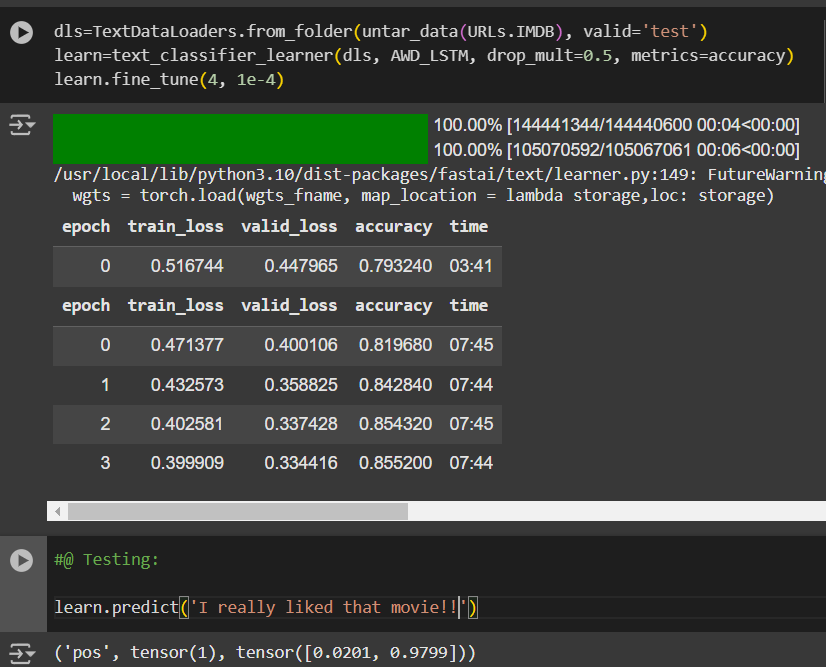 dls=TextDataLoaders.from_folder(untar_data(URLs.IMDB), valid='test')
learn=text_classifier_learner(dls, AWD_LSTM, drop_mult=0.5, metrics=accuracy)
learn.fine_tune(4, 1e-4)
100.00% [144441344/144440600 00:04<00:00]
100.00% [105070592/105067061 00:06<00:00]
/usr/local/lib/python3.10/dist-packages/fastai/text/learner.py:149: FutureWarning
wgts = torch.load(wgts_fname, map_location = lambda storage,loc: storage)
epoch train_loss valid_loss accuracy time
0 0.516744 0.447965 0.793240 03:41
epoch train_loss valid_loss accuracy time
0 0.471377 0.400106 0.819680 07:45
1 0.432573 0.358825 0.842840 07:44
2 0.402581 0.337428 0.854320 07:45
3 0.399909 0.334416 0.855200 07:44
#@ Testing:
learn.predict('I really liked that movie!!')
('pos', tensor(1), tensor([0.0201, 0.9799]))